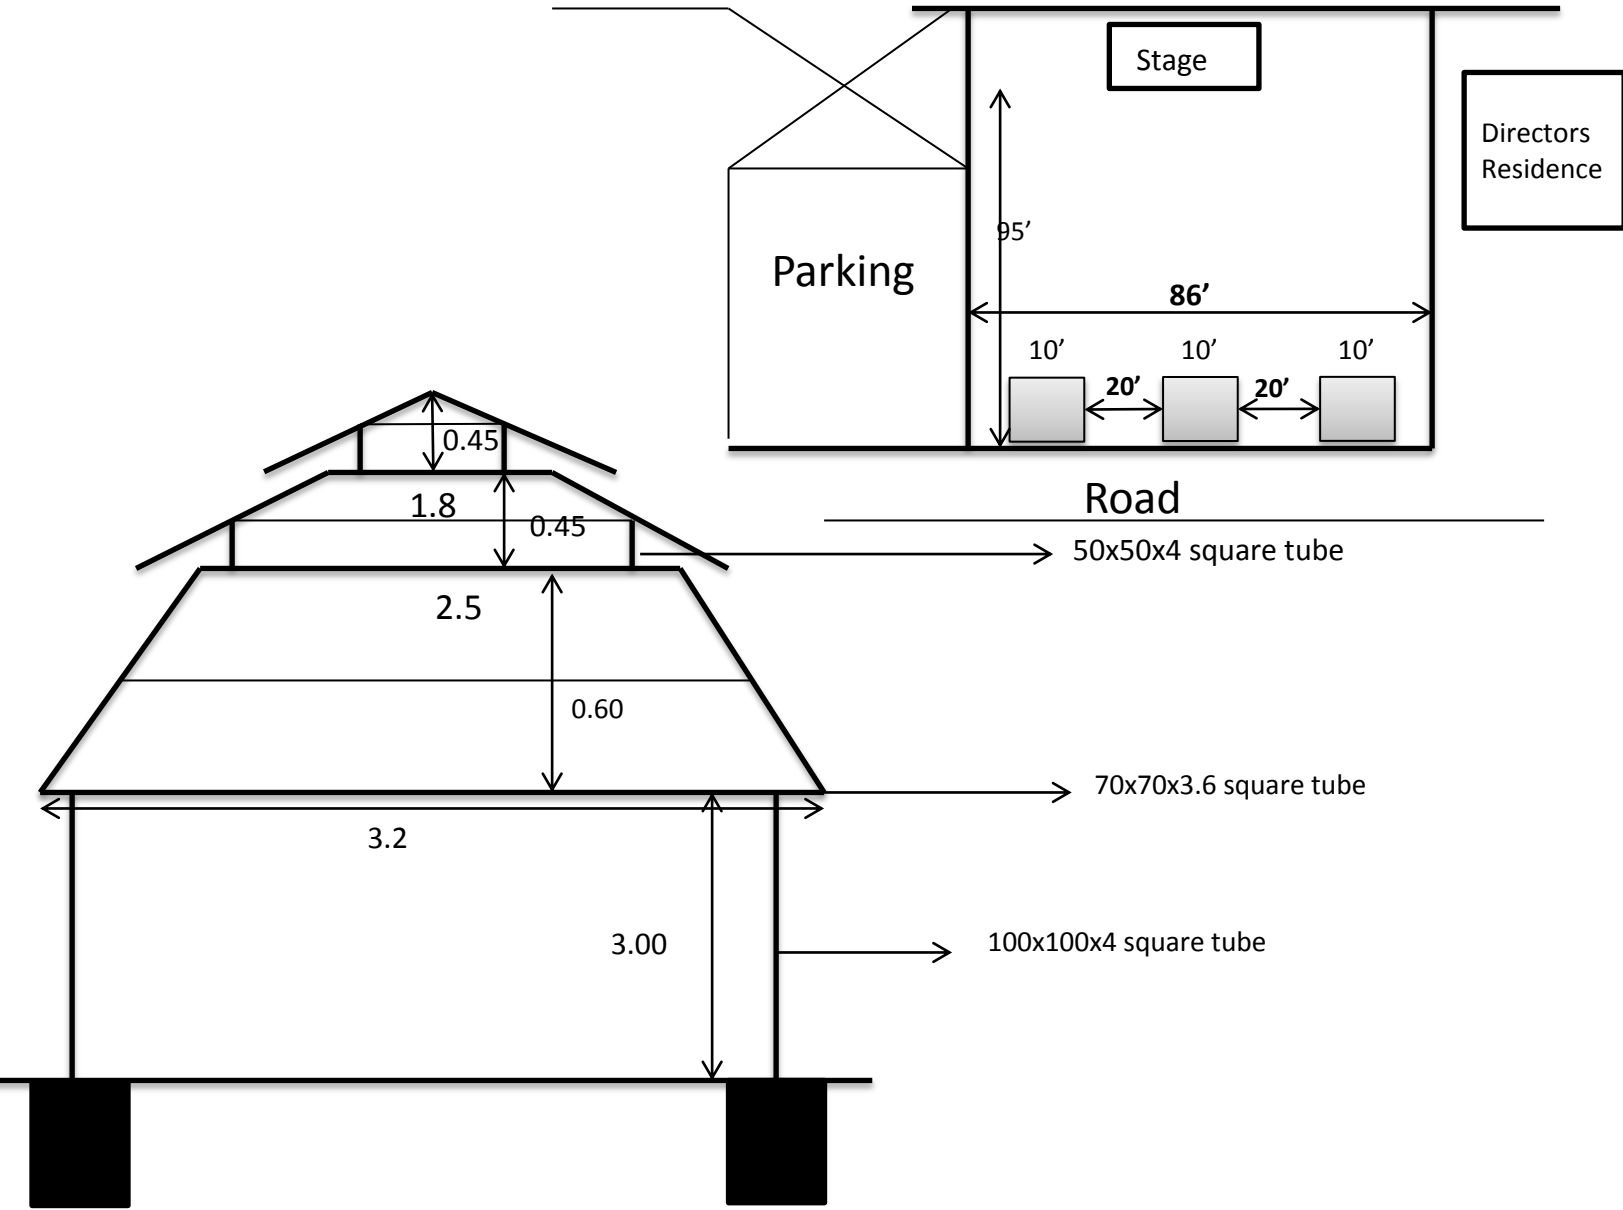 Stage
Directors
Residence
95’
Parking
86’
10’ 10’ 10’
20’ 20’
0.45
1.8
0.45
Road
50x50x4 square tube
2.5
0.60
70x70x3.6 square tube
3.2
3.00
100x100x4 square tube